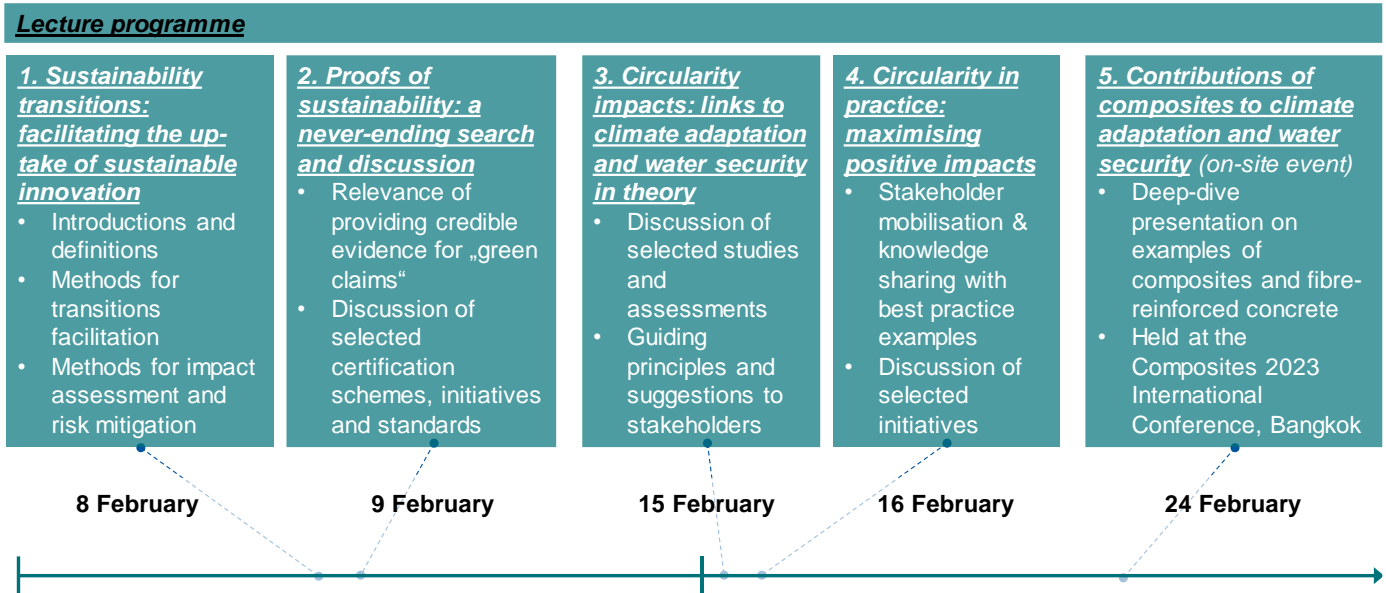 Lecture programme
1. Sustainability
transitions:
facilitating the up-
take of sustainable
innovation
• Introductions and
definitions
• Methods for
transitions
facilitation
• Methods for impact
assessment and
risk mitigation
2. Proofs of
sustainability: a
never-ending search
and discussion
• Relevance of
providing credible
evidence for „green
claims“
• Discussion of
selected
certification
schemes, initiatives
and standards
3. Circularity
impacts: links to
climate adaptation
and water security
in theory
• Discussion of
selected studies
and
assessments
• Guiding
principles and
suggestions to
stakeholders
4. Circularity in
practice:
maximising
positive impacts
• Stakeholder
mobilisation &
knowledge
sharing with
best practice
examples
• Discussion of
selected
initiatives
5. Contributions of
composites to climate
adaptation and water
security (on-site event)
• Deep-dive
presentation on
examples of
composites and fibre-
reinforced concrete
• Held at the
Composites 2023
International
Conference, Bangkok
8 February
9 February
15 February
16 February
24 February